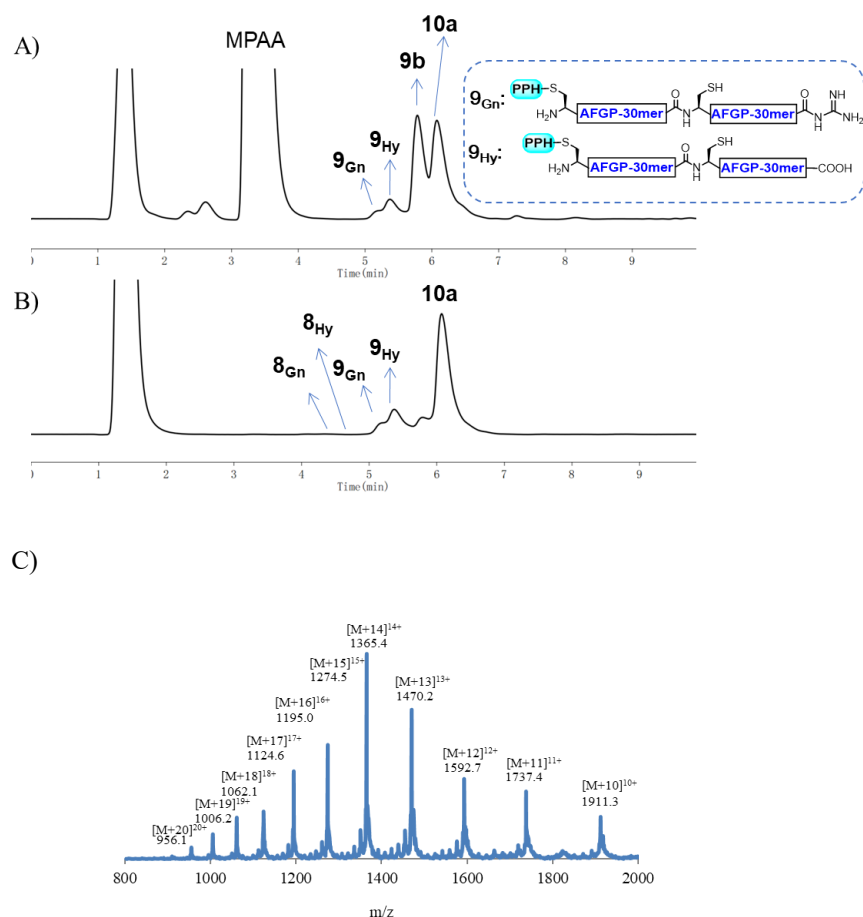 A)
MPAA
10a
9b
9Hy
9Gn
9Gn:
PPH
S
H2N
AFGP-30mer
O
N
H
SH
AFGP-30mer
O
N
H
NH
NH2
9Hy:
PPH
S
H2N
AFGP-30mer
O
N
H
SH
AFGP-30mer
COOH
0 1 2 3 4 5 6 7 8 9
Time(min)
B)
10a
8Hy
8Gn
9Gn
9Hy
0 1 2 3 4 5 6 7 8 9
Time(min)
C)
[M+14]14+
1365.4
[M+15]15+
1274.5
[M+13]13+
1470.2
[M+16]16+
1195.0
[M+17]17+
1124.6
[M+12]12+
1592.7
[M+11]11+
1737.4
[M+18]18+
1062.1
[M+19]19+
1006.2
[M+10]10+
1911.3
[M+20]20+
956.1
800 1000 1200 1400 1600 1800 2000
m/z